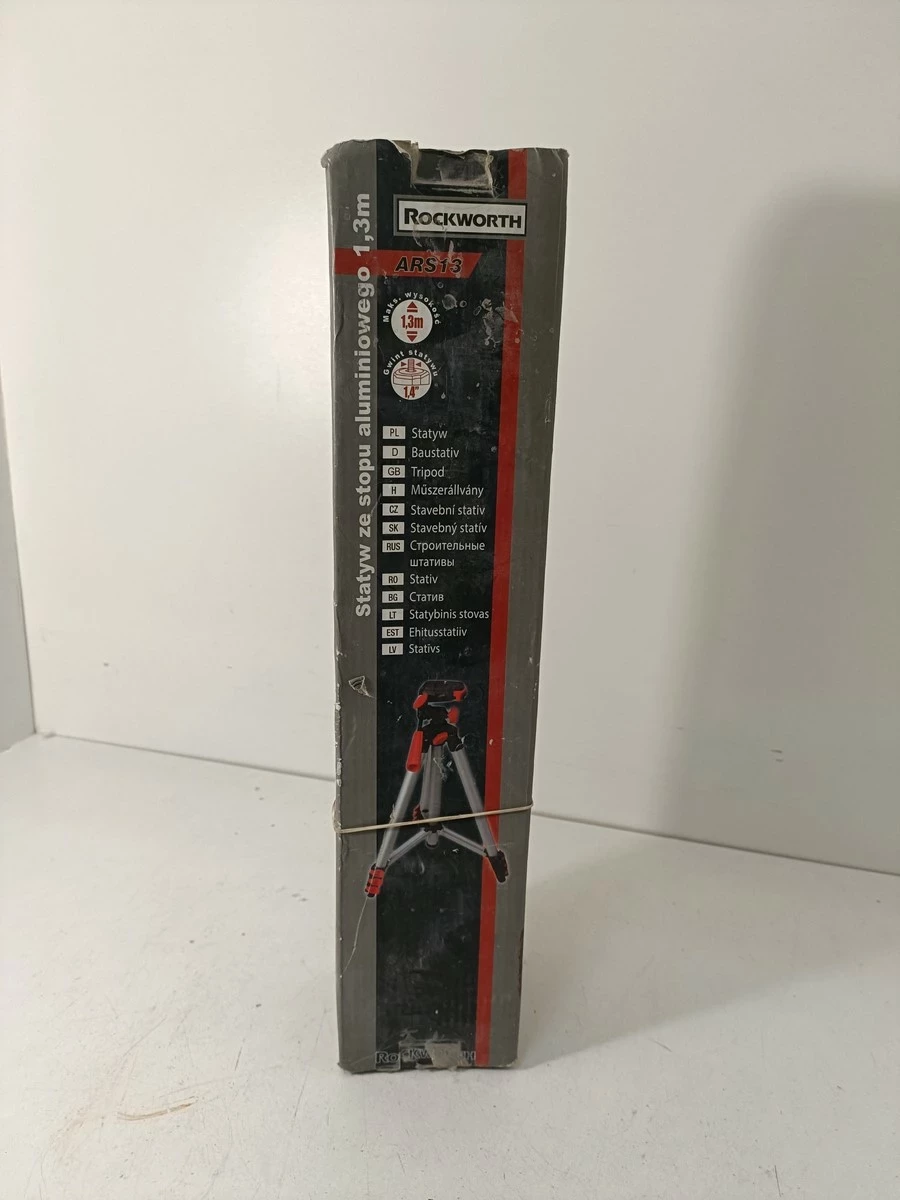 ROCKWORTH
ARS13
Statyw ze stopu aluminiowego 1,3m
Maks. wysokość
1,3m
Gwint statywu
1,4"
PL Statyw
D Baustativ
GB Tripod
H Műszerállvány
CZ Stavební stativ
SK Stavebný statív
RUS Строительные
штативы
RO Stativ
BG Статив
LT Statybinis stovas
EST Ehitusstatiiv
LV Statīvs